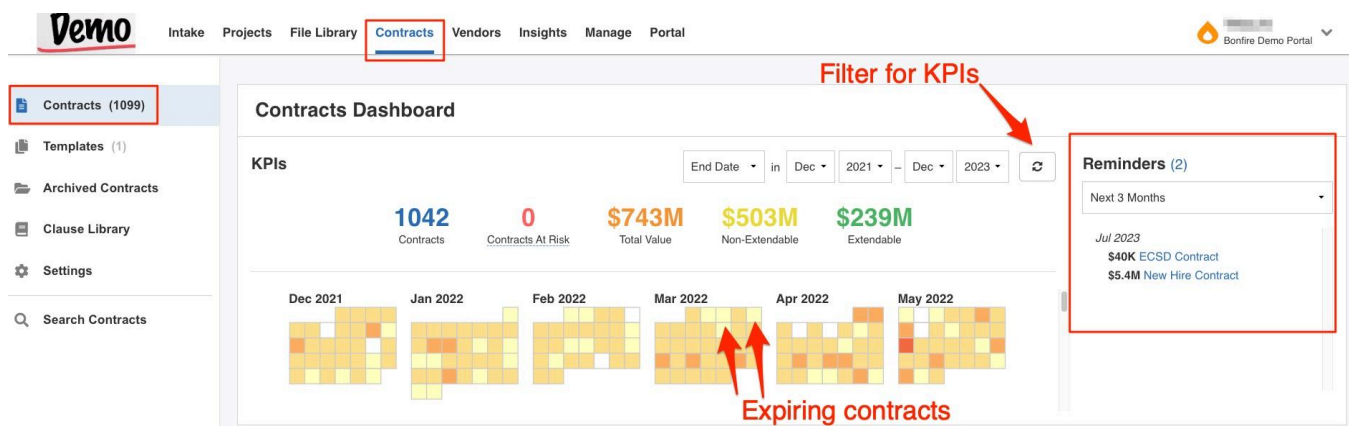 Demo
Intake Projects File Library Contracts Vendors Insights Manage Portal
Bonfire Demo Portal
Filter for KPIs
Contracts (1099)
Templates (1)
Archived Contracts
Clause Library
Settings
Search Contracts
Contracts Dashboard
KPIs
End Date in Dec 2021 – Dec 2023
1042 0 $743M $503M $239M
Contracts Contracts At Risk Total Value Non-Extendable Extendable
Dec 2021 Jan 2022 Feb 2022 Mar 2022 Apr 2022 May 2022
Expiring contracts
Reminders (2)
Next 3 Months
Jul 2023
$40K ECSD Contract
$5.4M New Hire Contract